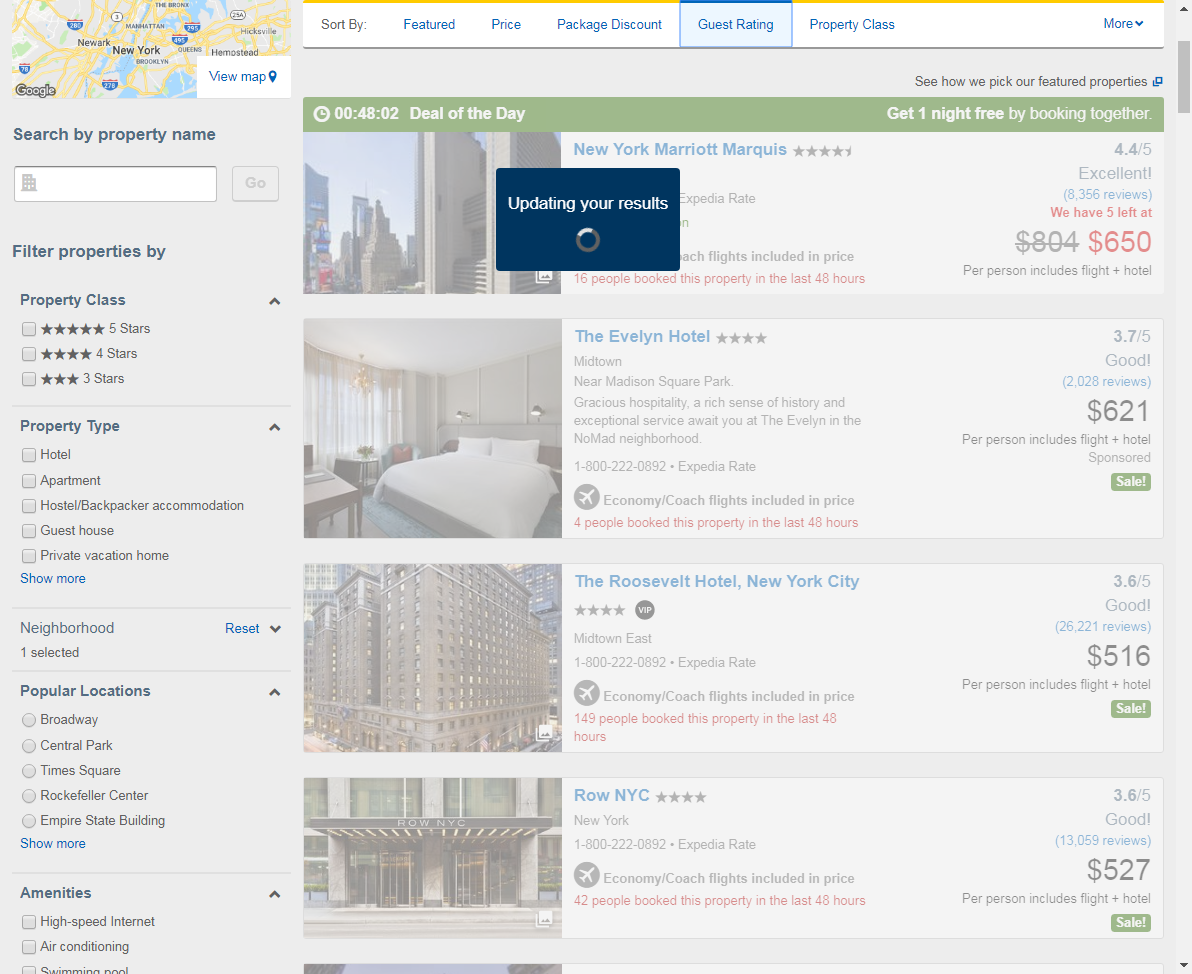 THE BRONX
MANHATTAN
Hicksville
Newark
New York
QUEENS
Hempstead
BROOKLYN
Google
View map
Search by property name
Go
Filter properties by
Property Class
5 Stars
4 Stars
3 Stars
Property Type
Hotel
Apartment
Hostel/Backpacker accommodation
Guest house
Private vacation home
Show more
Neighborhood Reset
1 selected
Popular Locations
Broadway
Central Park
Times Square
Rockefeller Center
Empire State Building
Show more
Amenities
High-speed Internet
Air conditioning
Swimming pool
Sort By: Featured Price Package Discount Guest Rating Property Class More
See how we pick our featured properties
00:48:02 Deal of the Day Get 1 night free by booking together.
New York Marriott Marquis
Expedia Rate
Updating your results
flights included in price
16 people booked this property in the last 48 hours
4.4/5
Excellent!
(8,356 reviews)
We have 5 left at
$804 $650
Per person includes flight + hotel
The Evelyn Hotel
Midtown
Near Madison Square Park.
Gracious hospitality, a rich sense of history and
exceptional service await you at The Evelyn in the
NoMad neighborhood.
1-800-222-0892 • Expedia Rate
Economy/Coach flights included in price
4 people booked this property in the last 48 hours
3.7/5
Good!
(2,028 reviews)
$621
Per person includes flight + hotel
Sponsored
Sale!
The Roosevelt Hotel, New York City
VIP
Midtown East
1-800-222-0892 • Expedia Rate
Economy/Coach flights included in price
149 people booked this property in the last 48
hours
3.6/5
Good!
(26,221 reviews)
$516
Per person includes flight + hotel
Sale!
ROW NYC
Row NYC
New York
1-800-222-0892 • Expedia Rate
Economy/Coach flights included in price
42 people booked this property in the last 48 hours
3.6/5
Good!
(13,059 reviews)
$527
Per person includes flight + hotel
Sale!